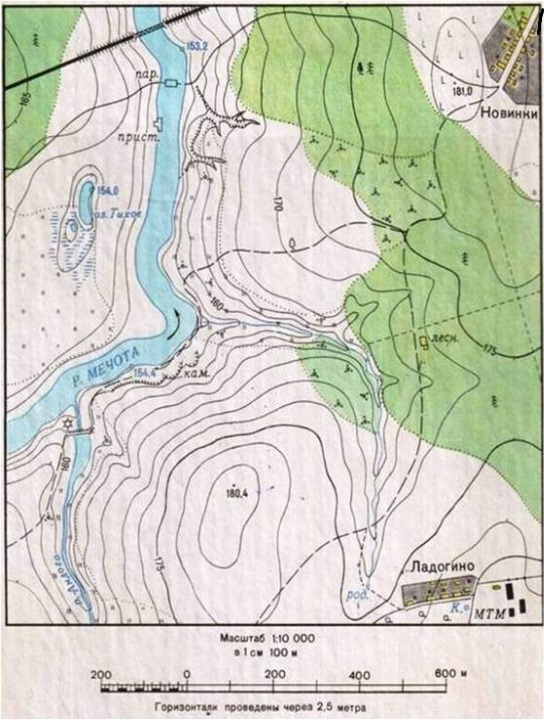 153,2
пар.
165
181,0
Новинки
прист.
154,0
оз. Тихое
170
160
лесн.
175
Р. МЕЧОТА
154,4
кам.
160
180,4
175
р. Андога
Ладогино
род.
К.
МТМ
Масштаб 1:10 000
в 1 см 100 м
200 0 200 400 600 м
Горизонтали проведены через 2,5 метра